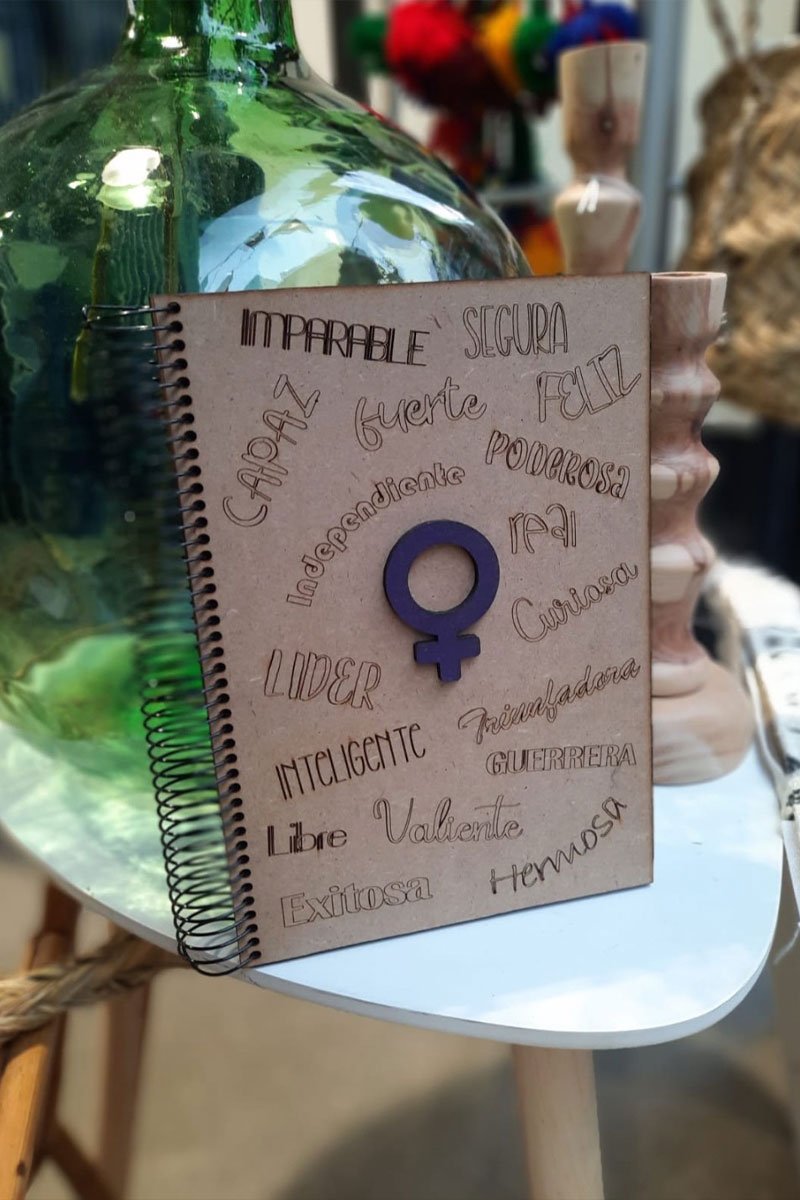 IMPARABLE
SEGURA
CAPAZ
fuerte
FELIZ
PODEROSA
Independiente
real
Curiosa
LIDER
Triunfadora
INTELIGENTE
GUERRERA
Libre
Valiente
Hermosa
Exitosa